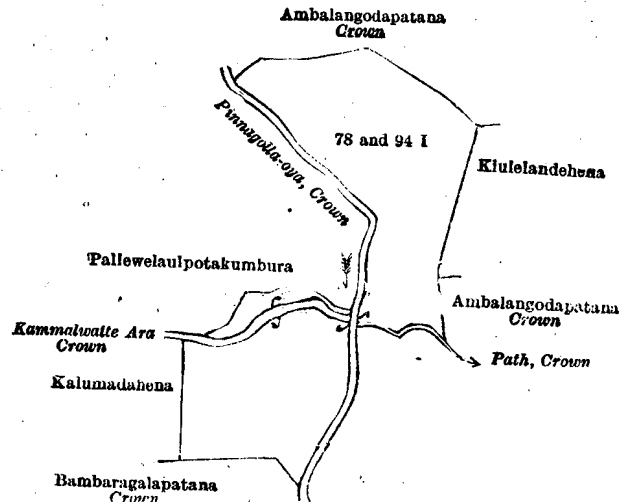 Ambalangodapatana
Crown
Pinnagolla-oya, Crown
78 and 94 I
Kiulelandehena
Pallewelaulpotakumbura
Ambalangodapatana
Crown
Kammalwatte Ara
Crown
Path, Crown
Kalumadahena
Bambaragalapatana
Crown